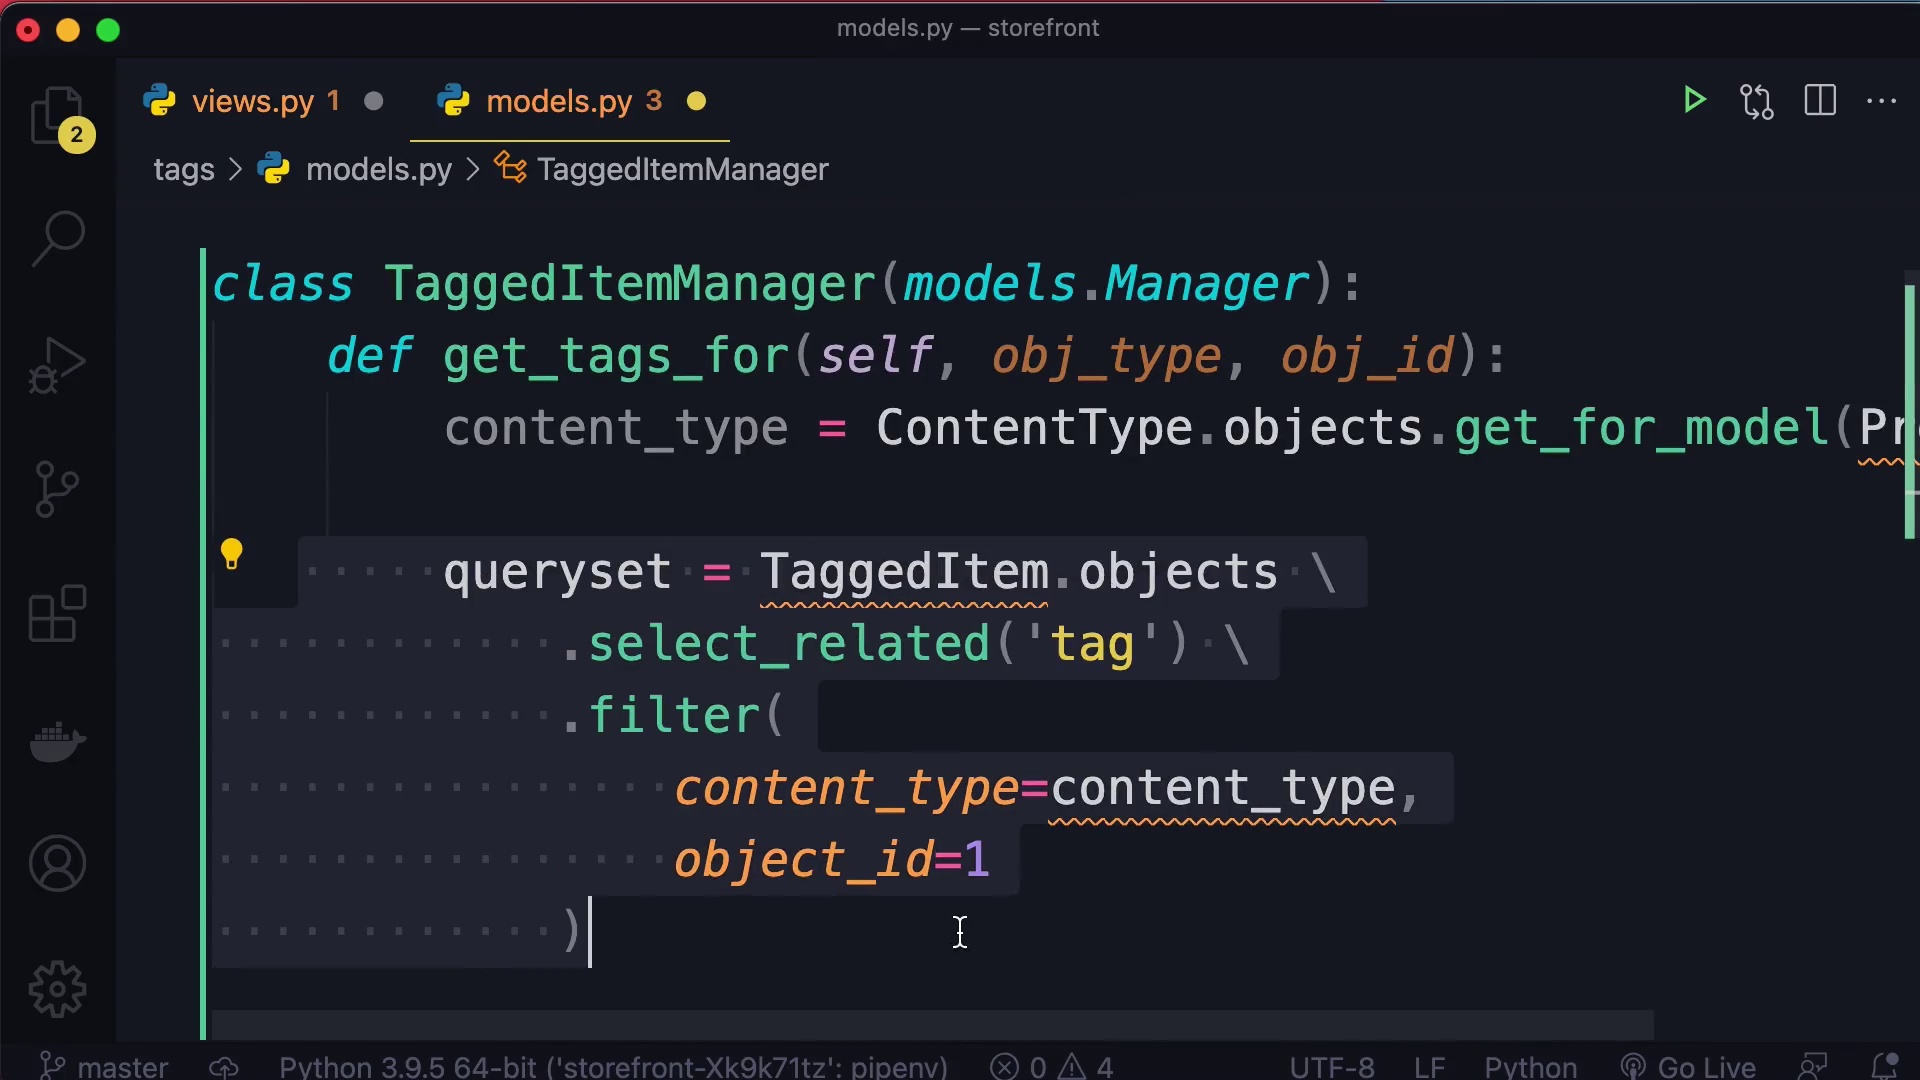 models.py — storefront
views.py 1
models.py 3
2
tags > models.py > TaggedItemManager
class TaggedItemManager(models.Manager):
def get_tags_for(self, obj_type, obj_id):
content_type = ContentType.objects.get_for_model(Pr
queryset = TaggedItem.objects \
.select_related('tag') \
.filter(
content_type=content_type,
object_id=1
)
master
Python 3.9.5 64-bit ('storefront-Xk9k71tz': pipenv)
0
4
UTF-8
LF
Python
Go Live